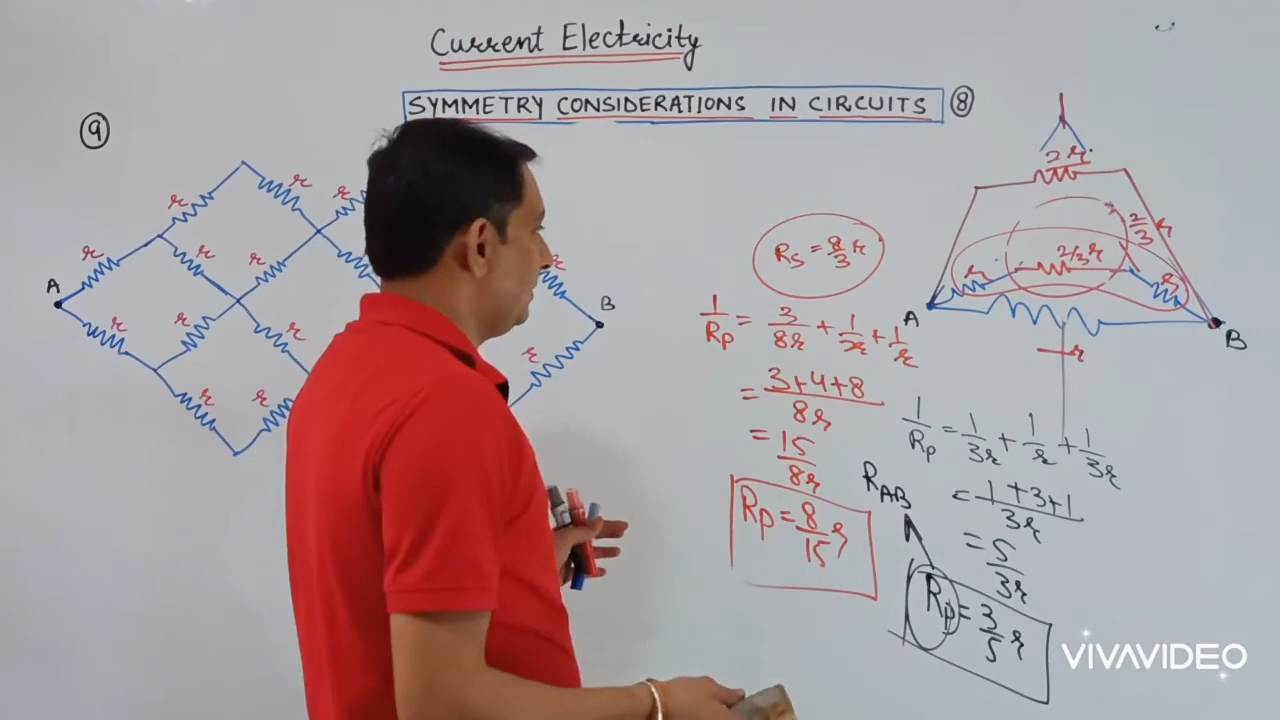 Current Electricity
SYMMETRY CONSIDERATIONS IN CIRCUITS ⑧
⑨
r
r
r
r
r
r
r
r
r
r
r
r
r
r
A
B
2r
2/3 r
2/3 r
r
r
r
A
B
Rs = 8/3 r
1/Rp = 3/8r + 1/2r + 1/r
= 3+4+8/8r
= 15/8r
Rp = 8/15 r
1/Rp = 1/3r + 1/r + 1/3r
= 1+3+1/3r
= 5/3r
RAB
Rp = 3/5 r
VIVAVIDEO